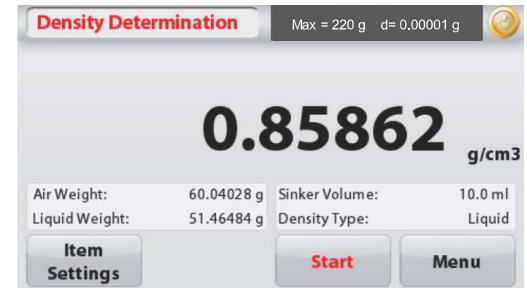 Density Determination Max = 220 g d= 0.00001 g
0.85862 g/cm3
Air Weight: 60.04028 g Sinker Volume: 10.0 ml
Liquid Weight: 51.46484 g Density Type: Liquid
Item Settings Start Menu